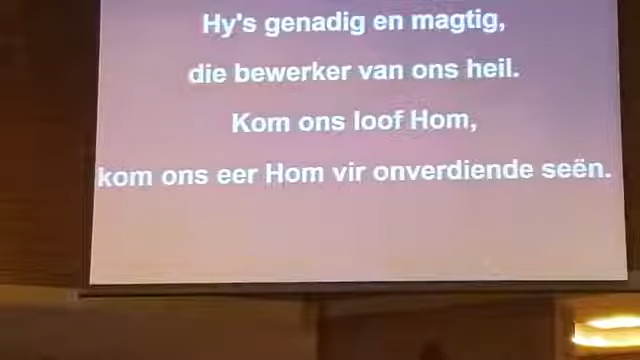 Hy's genadig en magtig,
die bewerker van ons heil.
Kom ons loof Hom,
kom ons eer Hom vir onverdiende seën.